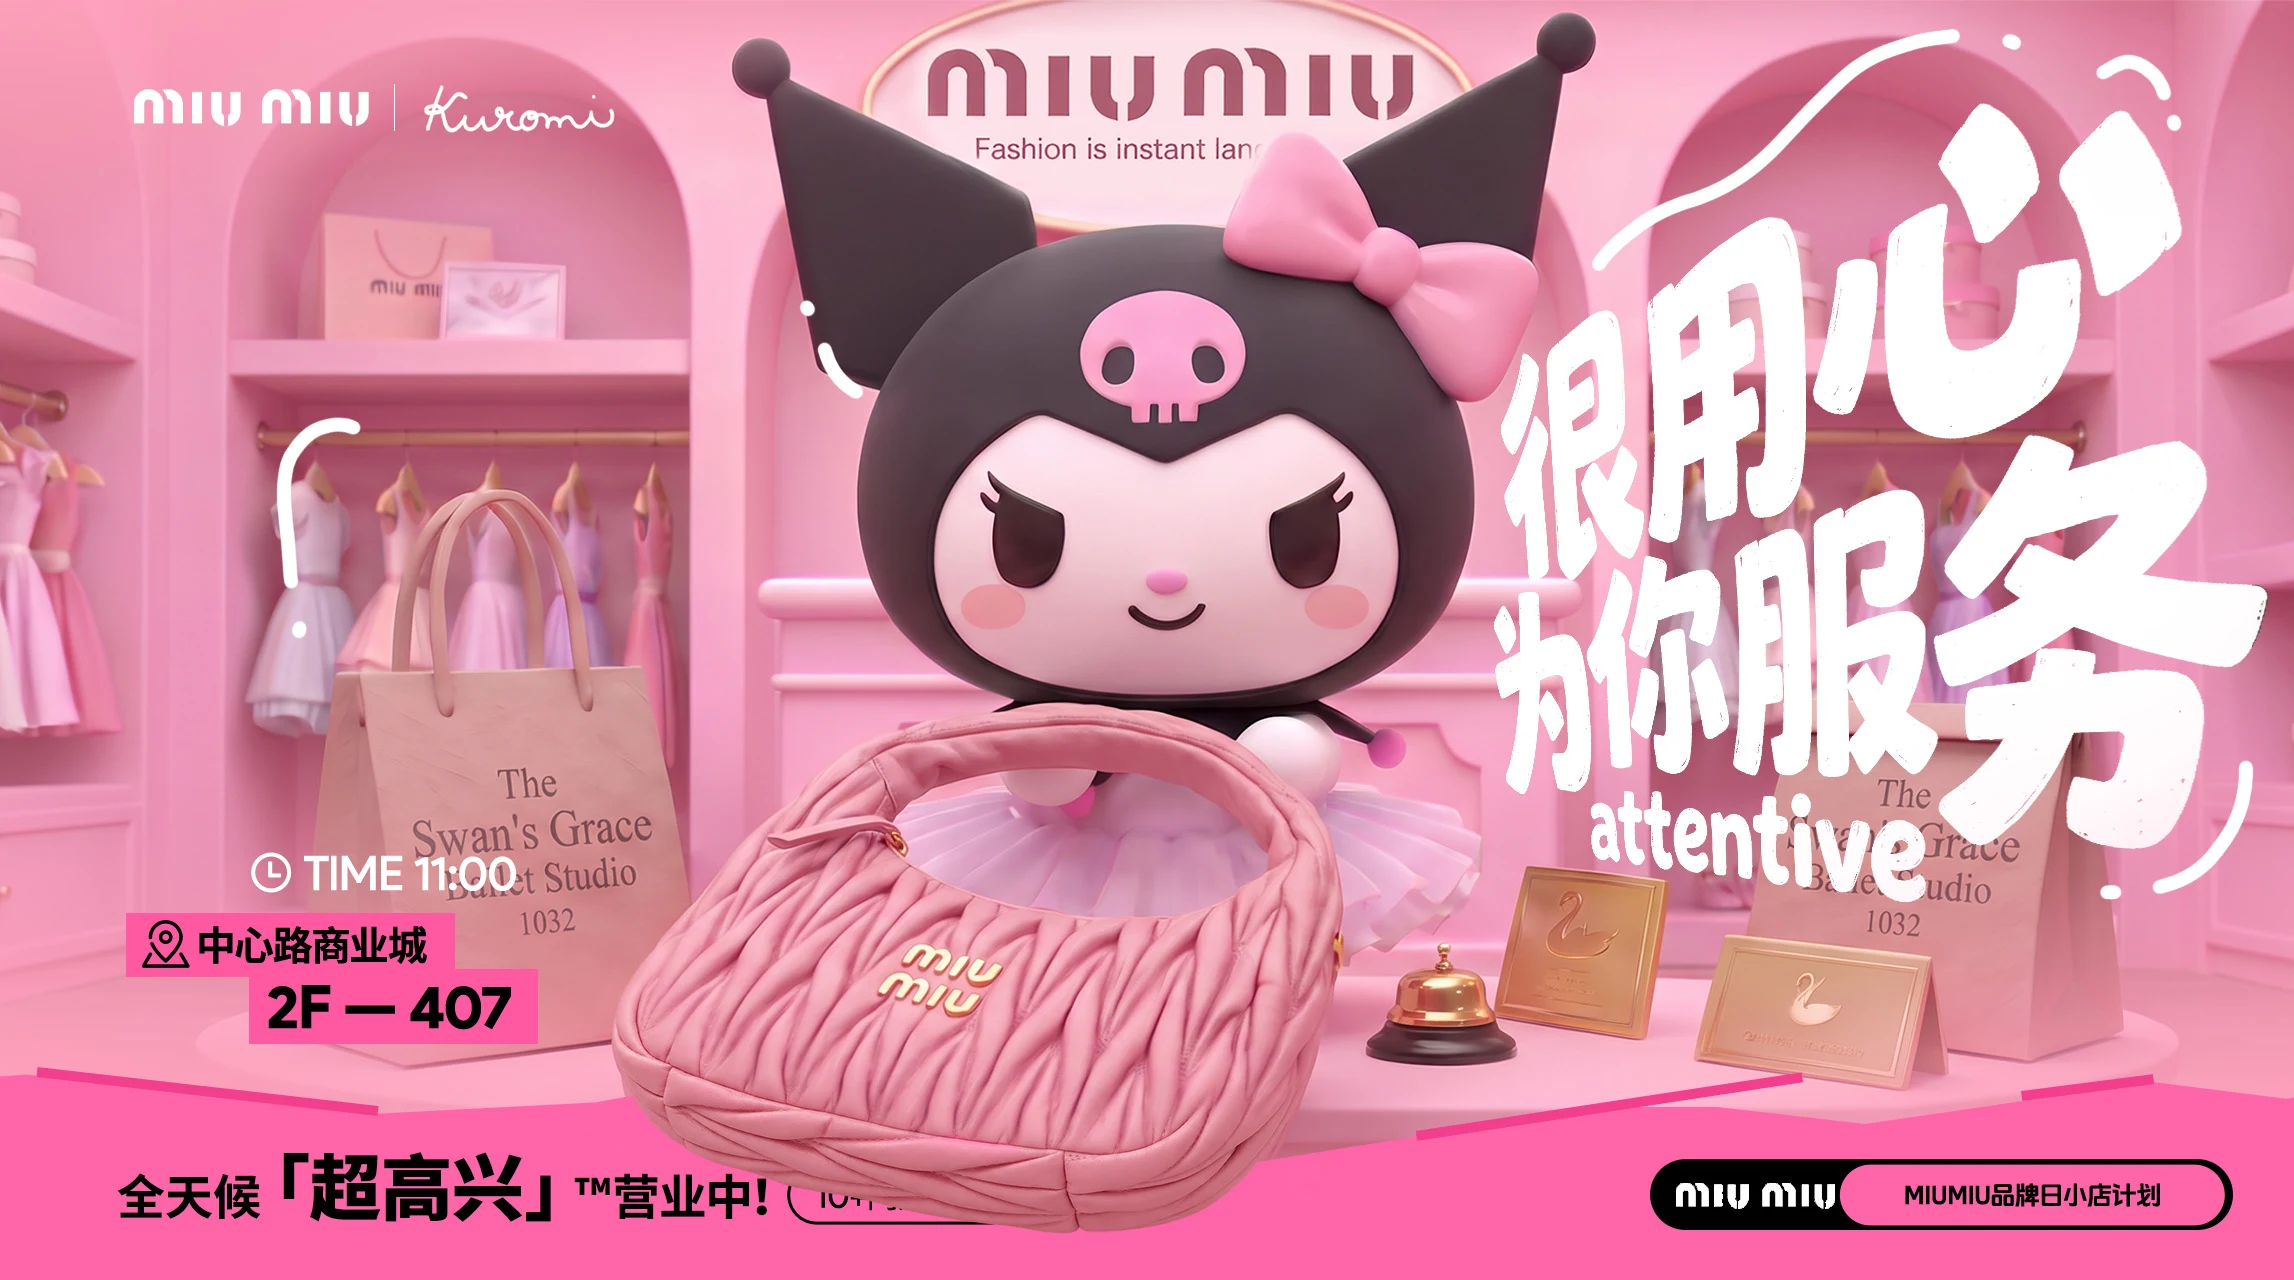 MIU MIU
Fashion is instant
MIU MIU | Kuromi
MIU MIU
很用心
为你服务
attentive
The
Swan's Grace
Ballet Studio
1032
The
Swan's Grace
Ballet Studio
1032
TIME 11:00
中心路商业城
2F — 407
MIU
MIU
全天候「超高兴」™营业中!
MIU MIU
MIUMIU品牌日小店计划